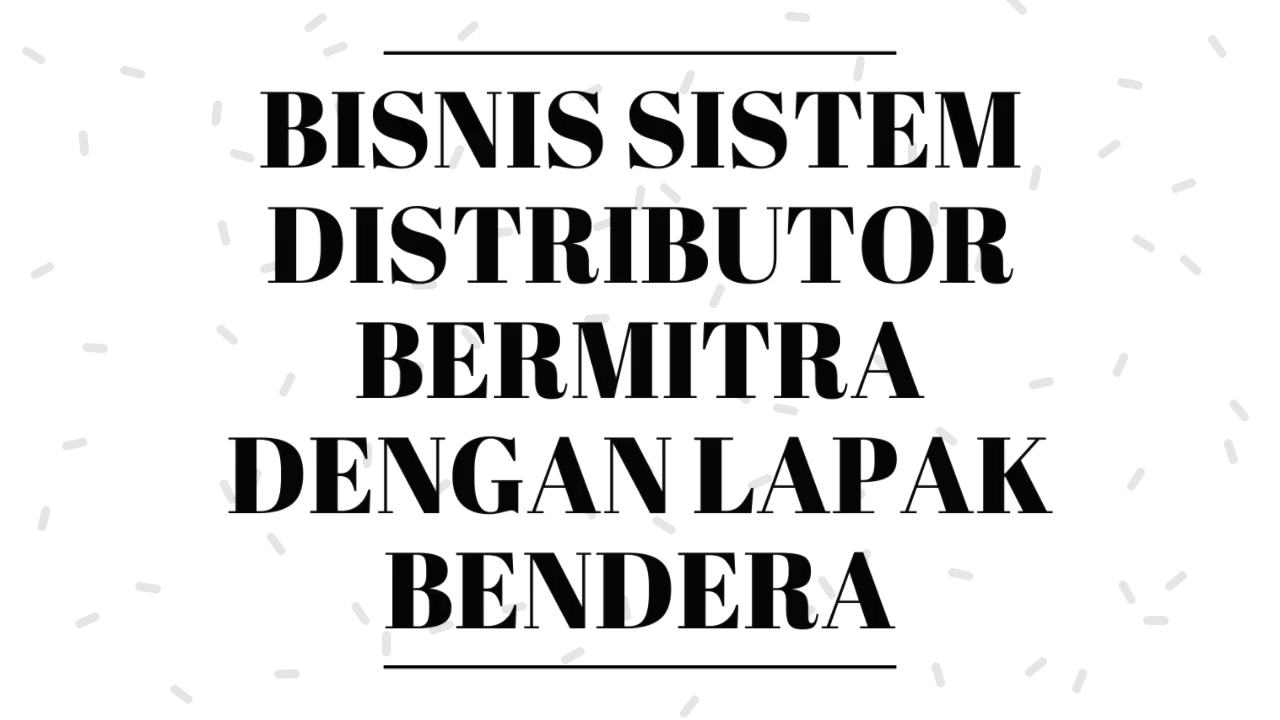 BISNIS SISTEM
DISTRIBUTOR
BERMITRA
DENGAN LAPAK
BENDERA